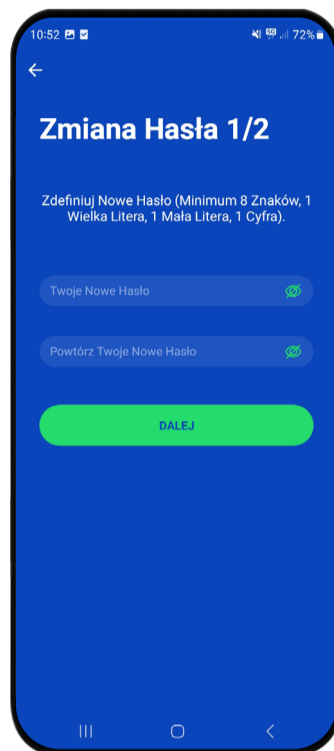 10:52 5G 72%
Zmiana Hasła 1/2
Zdefiniuj Nowe Hasło (Minimum 8 Znaków, 1
Wielka Litera, 1 Mała Litera, 1 Cyfra).
Twoje Nowe Hasło
Powtórz Twoje Nowe Hasło
DALEJ